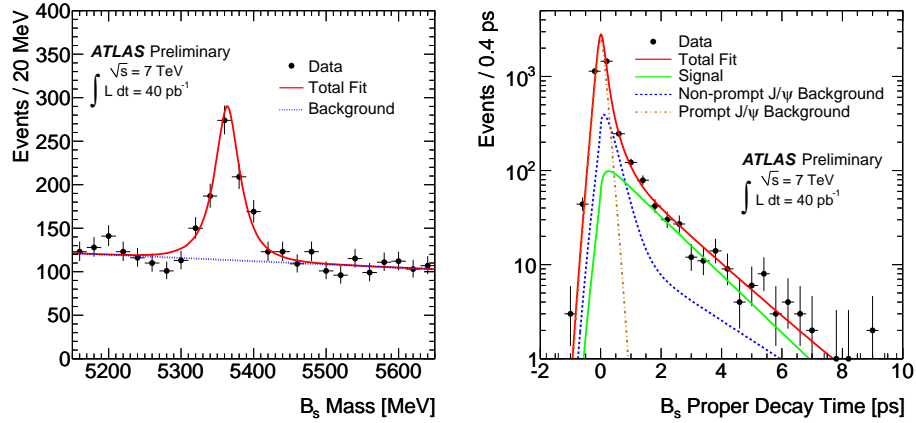 Events / 20 MeV
400
350
300
250
200
150
100
50
0
ATLAS Preliminary
√s = 7 TeV
∫ L dt = 40 pb⁻¹
Data
Total Fit
Background
5200 5300 5400 5500 5600
Bₛ Mass [MeV]
Events / 0.4 ps
10³
10²
10
1
Data
Total Fit
Signal
Non-prompt J/ψ Background
Prompt J/ψ Background
ATLAS Preliminary
√s = 7 TeV
∫ L dt = 40 pb⁻¹
-2 0 2 4 6 8 10
Bₛ Proper Decay Time [ps]